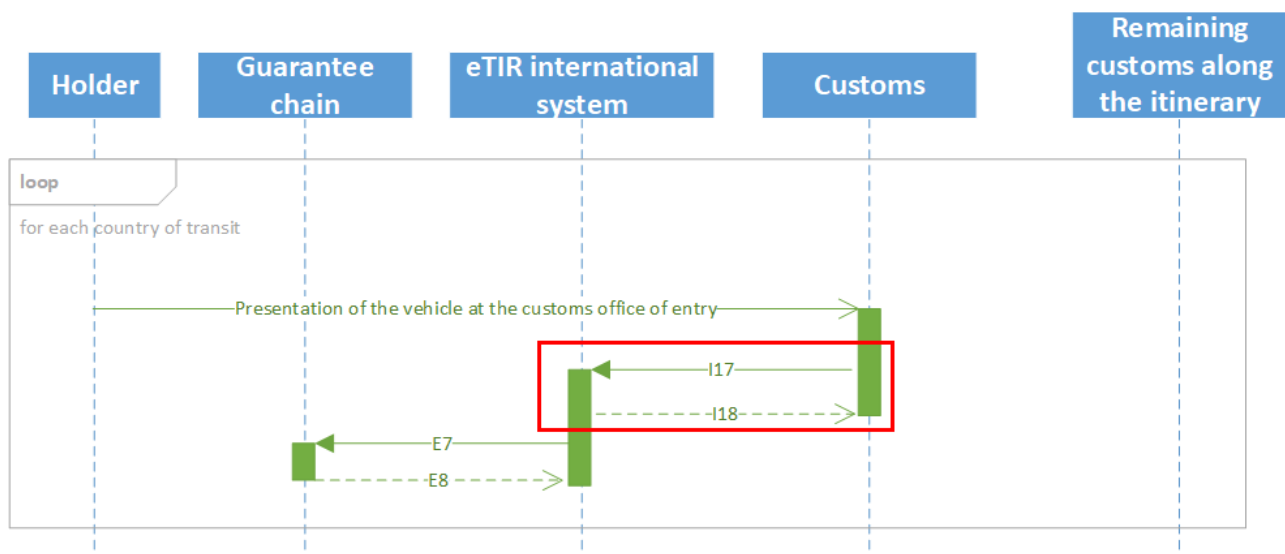 Holder
Guarantee
chain
eTIR international
system
Customs
Remaining
customs along
the itinerary
loop
for each country of transit
Presentation of the vehicle at the customs office of entry
I17
I18
E7
E8